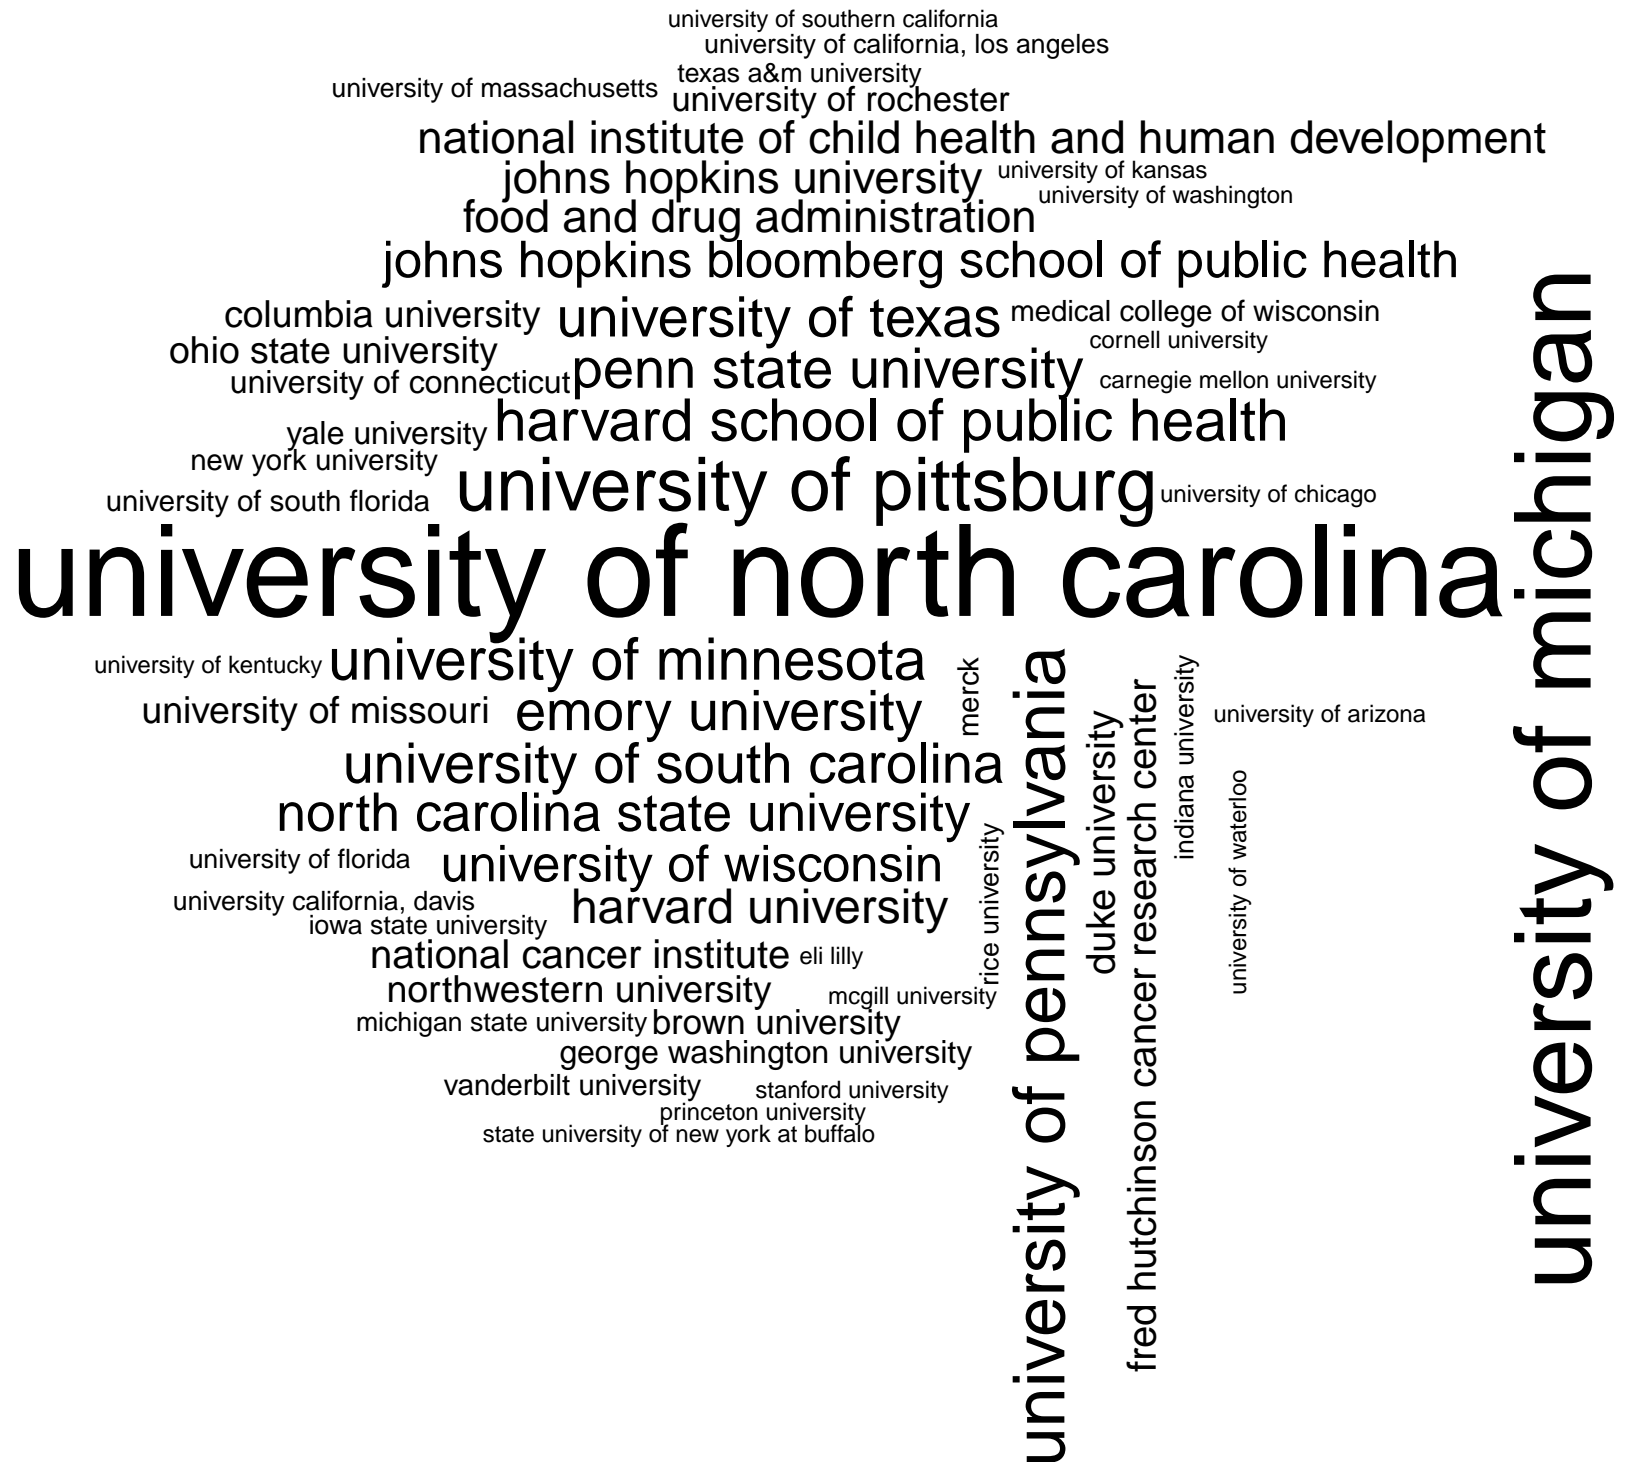 university of southern california
university of california, los angeles
texas a&m university
university of massachusetts
university of rochester
national institute of child health and human development
johns hopkins university
university of kansas
university of washington
food and drug administration
johns hopkins bloomberg school of public health
columbia university
university of texas
medical college of wisconsin
cornell university
ohio state university
university of connecticut
penn state university
carnegie mellon university
harvard school of public health
yale university
new york university
university of south florida
university of pittsburg
university of chicago
university of north carolina
university of michigan
university of kentucky
university of minnesota
merck
university of pennsylvania
indiana university
university of missouri
emory university
duke university
fred hutchinson cancer research center
university of arizona
university of south carolina
north carolina state university
university of waterloo
rice university
university of florida
university of wisconsin
university california, davis
iowa state university
harvard university
national cancer institute
eli lilly
northwestern university
mcgill university
michigan state university
brown university
george washington university
vanderbilt university
stanford university
princeton university
state university of new york at buffalo